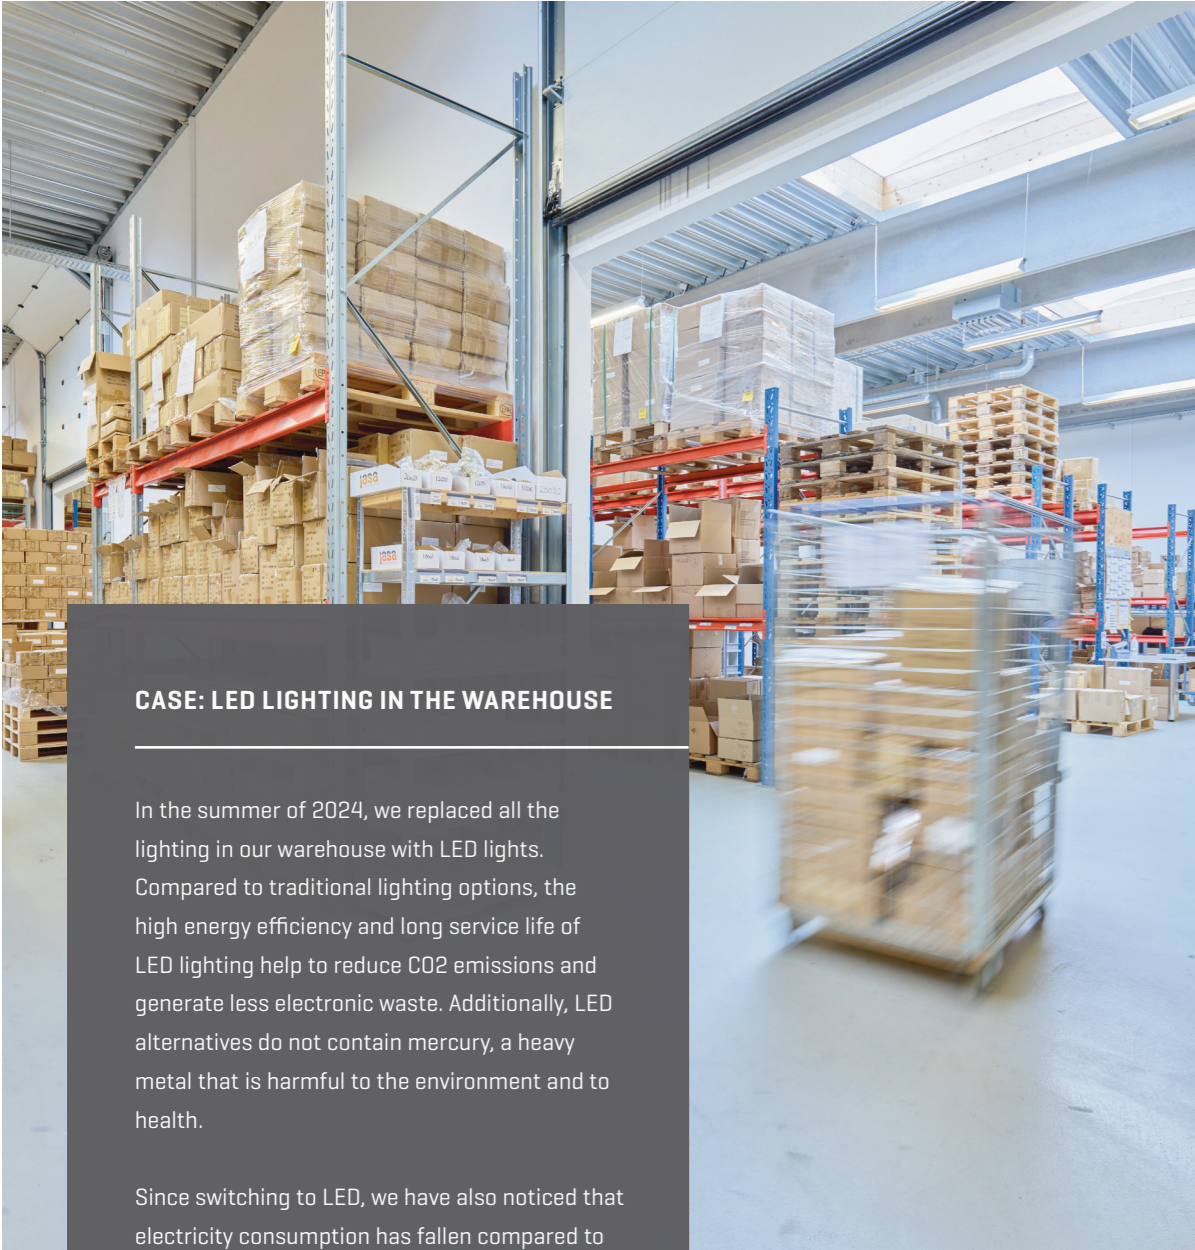 jasa
jasa
CASE: LED LIGHTING IN THE WAREHOUSE
In the summer of 2024, we replaced all the
lighting in our warehouse with LED lights.
Compared to traditional lighting options, the
high energy efficiency and long service life of
LED lighting help to reduce CO2 emissions and
generate less electronic waste. Additionally, LED
alternatives do not contain mercury, a heavy
metal that is harmful to the environment and to
health.
Since switching to LED, we have also noticed that
electricity consumption has fallen compared to